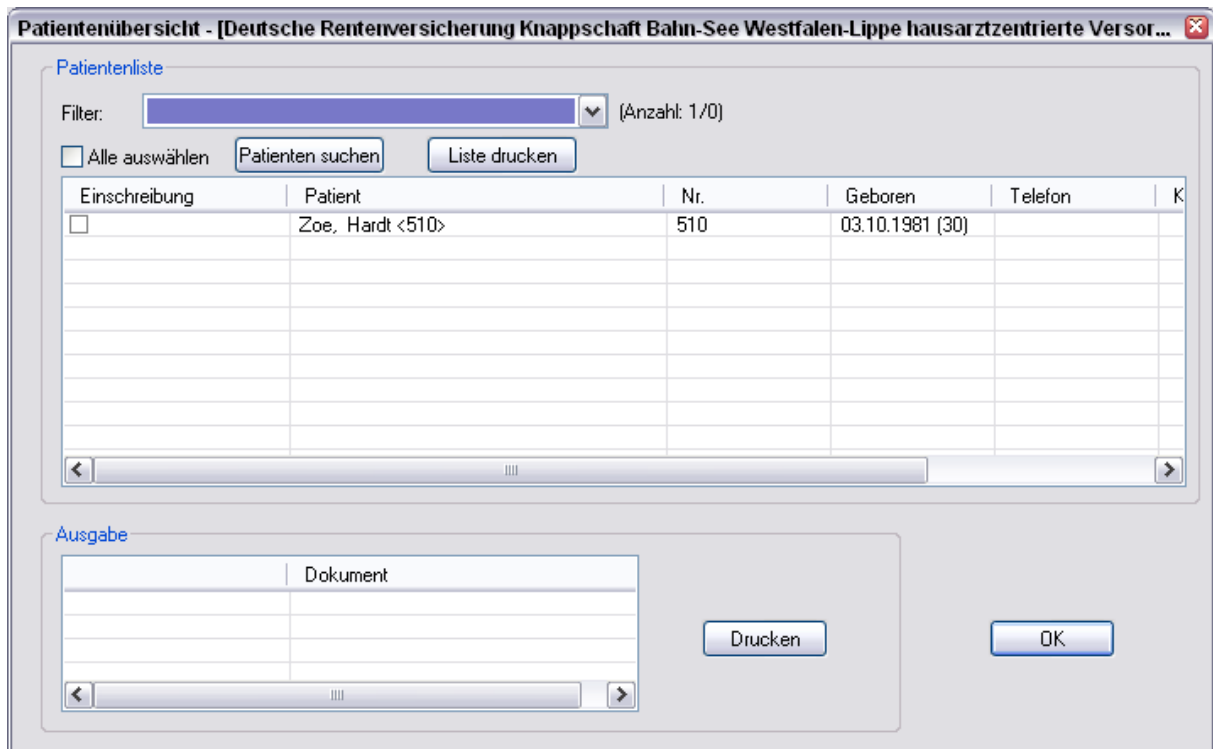 Patientenübersicht - [Deutsche Rentenversicherung Knappschaft Bahn-See Westfalen-Lippe hausarztzentrierte Versor...
Patientenliste
Filter: (Anzahl: 1/0)
Alle auswählen Patienten suchen Liste drucken
Einschreibung Patient Nr. Geboren Telefon K
Zoe, Hardt <510> 510 03.10.1981 (30)
Ausgabe
Dokument
Drucken OK